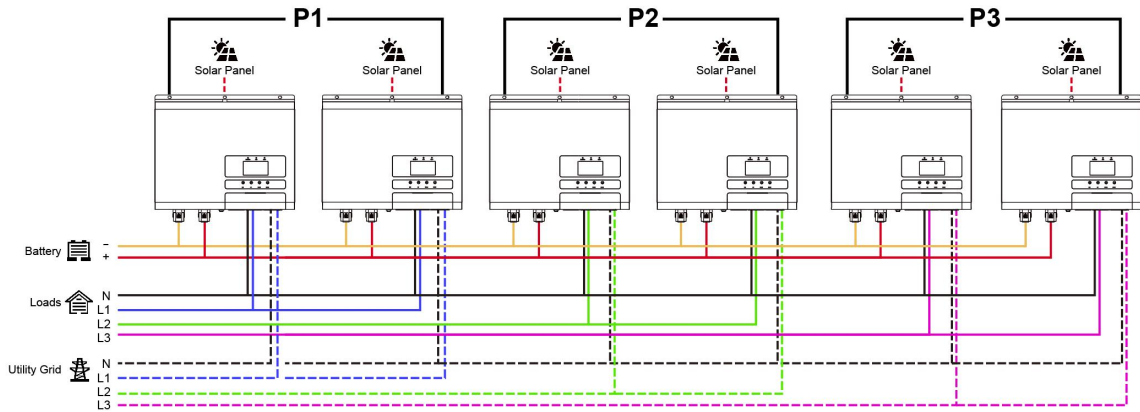 P1 P2 P3
Solar Panel Solar Panel Solar Panel Solar Panel Solar Panel Solar Panel
Battery − +
Loads N
L1
L2
L3
Utility Grid N
L1
L2
L3